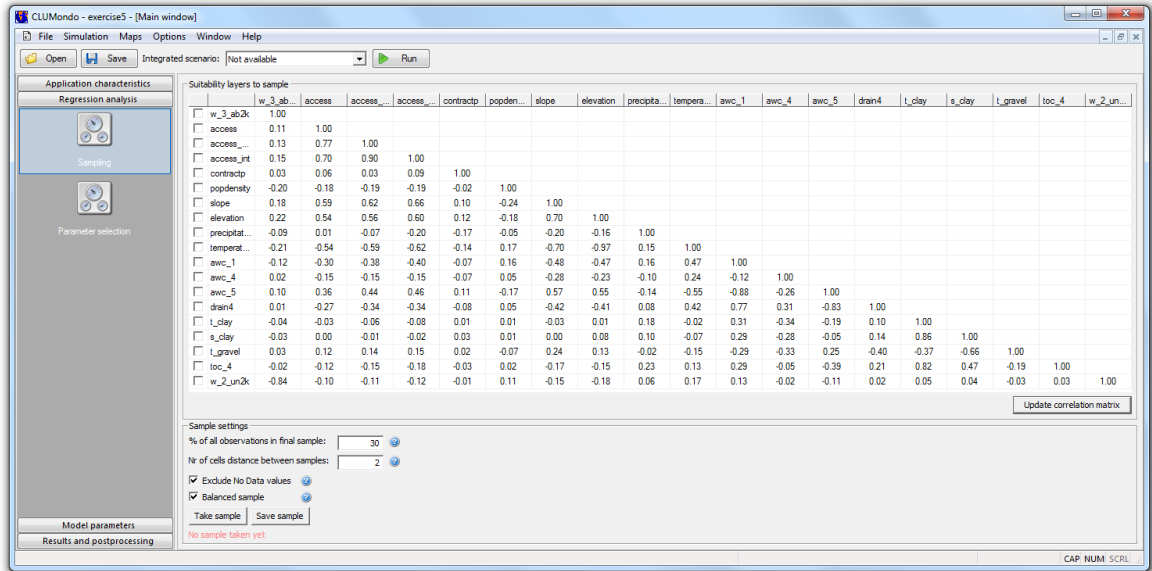 CLUMondo - exercise5 - [Main window]
File Simulation Maps Options Window Help
Open Save Integrated scenario: Not available Run
Application characteristics
Regression analysis
Sampling
Parameter selection
Model parameters
Results and postprocessing
Suitability layers to sample
w_3_ab... access access_... access_... contractp popden... slope elevation precipita... tempera... awc_1 awc_4 awc_5 drain4 t_clay s_clay t_gravel toc_4 w_2_un...
w_3_ab2k 1.00
access 0.11 1.00
access_... 0.13 0.77 1.00
access_int 0.15 0.70 0.90 1.00
contractp 0.03 0.06 0.03 0.09 1.00
popdensity -0.20 -0.18 -0.19 -0.19 -0.02 1.00
slope 0.18 0.59 0.62 0.66 0.10 -0.24 1.00
elevation 0.22 0.54 0.56 0.60 0.12 -0.18 0.70 1.00
precipitat... -0.09 0.01 -0.07 -0.20 -0.17 -0.05 -0.20 -0.16 1.00
temperat... -0.21 -0.54 -0.59 -0.62 -0.14 0.17 -0.70 -0.97 0.15 1.00
awc_1 -0.12 -0.30 -0.38 -0.40 -0.07 0.16 -0.48 -0.47 0.16 0.47 1.00
awc_4 0.02 -0.15 -0.15 -0.15 -0.07 0.05 -0.28 -0.23 -0.10 0.24 -0.12 1.00
awc_5 0.10 0.36 0.44 0.46 0.11 -0.17 0.57 0.55 -0.14 -0.55 -0.88 -0.26 1.00
drain4 0.01 -0.27 -0.34 -0.34 -0.08 0.05 -0.42 -0.41 0.08 0.42 0.77 0.31 -0.83 1.00
t_clay -0.04 -0.03 -0.06 -0.08 0.01 0.01 -0.03 0.01 0.18 -0.02 0.31 -0.34 -0.19 0.10 1.00
s_clay -0.03 0.00 -0.01 -0.02 0.03 0.01 0.00 0.08 0.10 -0.07 0.29 -0.28 -0.05 0.14 0.86 1.00
t_gravel 0.03 0.12 0.14 0.15 0.02 -0.07 0.24 0.13 -0.02 -0.15 -0.29 -0.33 0.25 -0.40 -0.37 -0.66 1.00
toc_4 -0.02 -0.12 -0.15 -0.18 -0.03 0.02 -0.17 -0.15 0.23 0.13 0.29 -0.05 -0.39 0.21 0.82 0.47 -0.19 1.00
w_2_un2k -0.84 -0.10 -0.11 -0.12 -0.01 0.11 -0.15 -0.18 0.06 0.17 0.13 -0.02 -0.11 0.02 0.05 0.04 -0.03 0.03 1.00
Update correlation matrix
Sample settings
% of all observations in final sample: 30
Nr of cells distance between samples: 2
Exclude No Data values
Balanced sample
Take sample Save sample
No sample taken yet
CAP NUM SCRL